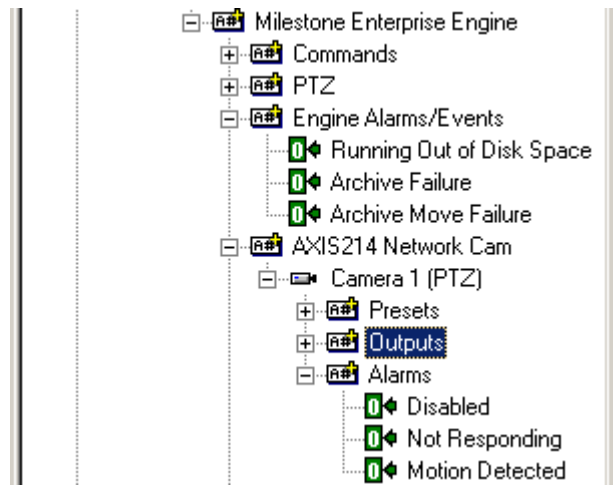 Milestone Enterprise Engine
Commands
PTZ
Engine Alarms/Events
Running Out of Disk Space
Archive Failure
Archive Move Failure
AXIS214 Network Cam
Camera 1 (PTZ)
Presets
Outputs
Alarms
Disabled
Not Responding
Motion Detected